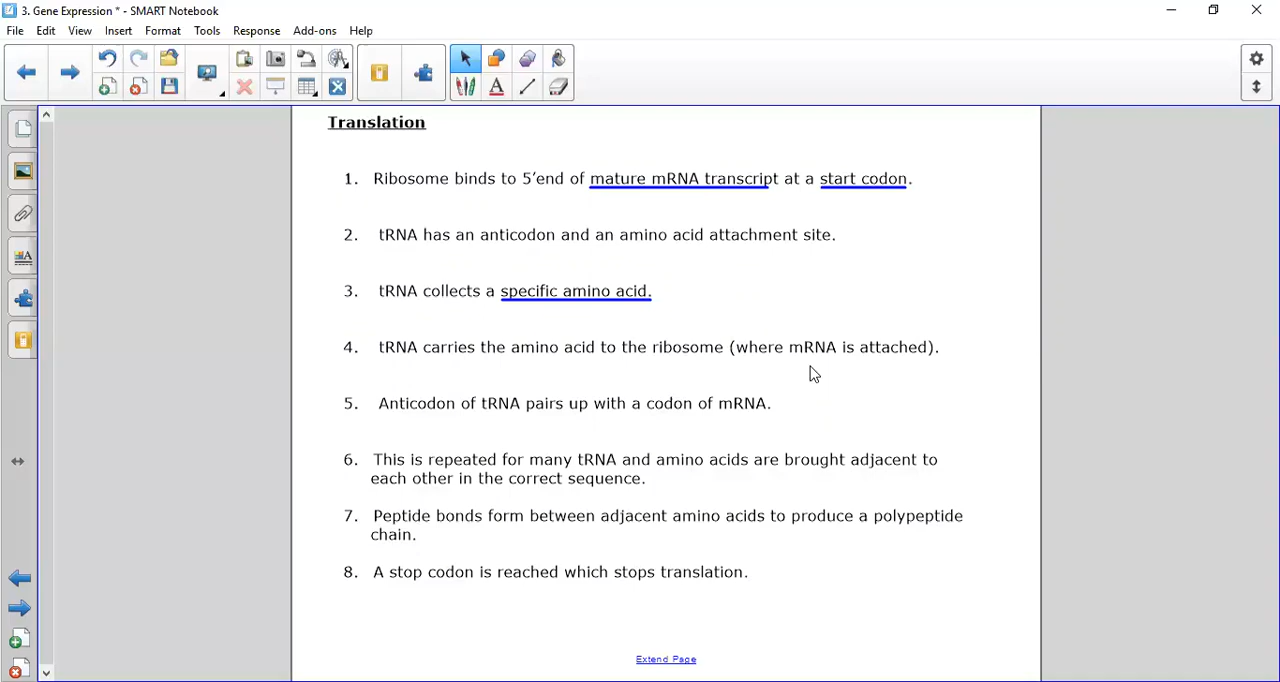 3. Gene Expression * - SMART Notebook
File Edit View Insert Format Tools Response Add-ons Help
Translation
1. Ribosome binds to 5'end of mature mRNA transcript at a start codon.
2. tRNA has an anticodon and an amino acid attachment site.
3. tRNA collects a specific amino acid.
4. tRNA carries the amino acid to the ribosome (where mRNA is attached).
5. Anticodon of tRNA pairs up with a codon of mRNA.
6. This is repeated for many tRNA and amino acids are brought adjacent to
each other in the correct sequence.
7. Peptide bonds form between adjacent amino acids to produce a polypeptide
chain.
8. A stop codon is reached which stops translation.
Extend Page